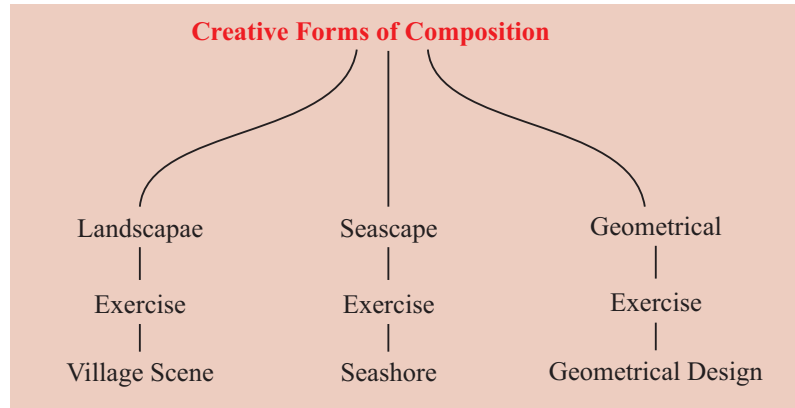 Creative Forms of Composition
Landscapae
Seascape
Geometrical
Exercise
Exercise
Exercise
Village Scene
Seashore
Geometrical Design